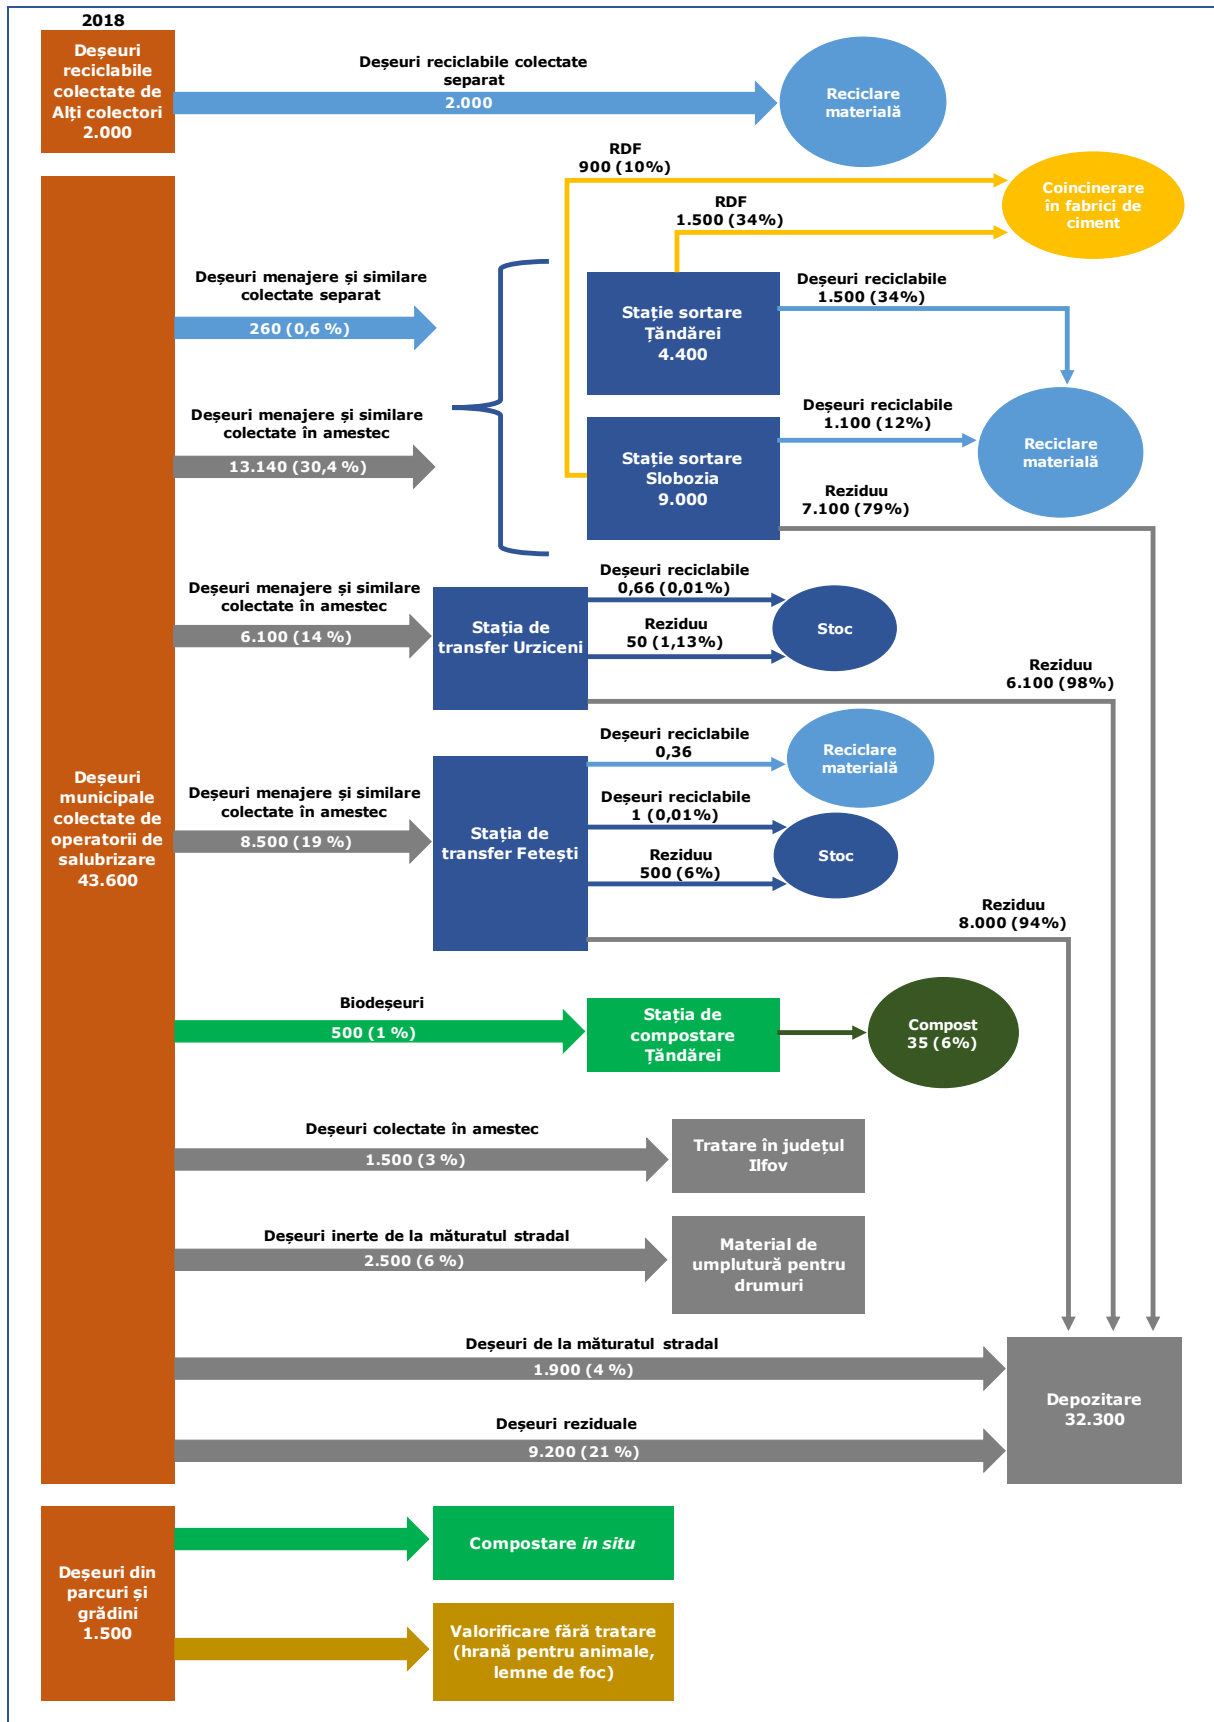 2018
Deșeuri
reciclabile
colectate de
Alți colectori
2.000
Deșeuri reciclabile colectate
separat
2.000
Reciclare
materială
RDF
900 (10%)
RDF
1.500 (34%)
Coincinerare
în fabrici de
ciment
Deșeuri
municipale
colectate de
operatorii de
salubrizare
43.600
Deșeuri menajere și similare
colectate separat
260 (0,6 %)
Deșeuri menajere și similare
colectate în amestec
13.140 (30,4 %)
Stație sortare
Țăndărei
4.400
Deșeuri reciclabile
1.500 (34%)
Stație sortare
Slobozia
9.000
Deșeuri reciclabile
1.100 (12%)
Reciclare
materială
Reziduu
7.100 (79%)
Deșeuri menajere și similare
colectate în amestec
6.100 (14 %)
Stația de
transfer Urziceni
Deșeuri reciclabile
0,66 (0,01%)
Reziduu
50 (1,13%)
Stoc
Reziduu
6.100 (98%)
Deșeuri menajere și similare
colectate în amestec
8.500 (19 %)
Stația de
transfer Fetești
Deșeuri reciclabile
0,36
Reciclare
materială
Deșeuri reciclabile
1 (0,01%)
Reziduu
500 (6%)
Stoc
Reziduu
8.000 (94%)
Biodeșeuri
500 (1 %)
Stația de
compostare
Țăndărei
Compost
35 (6%)
Deșeuri colectate în amestec
1.500 (3 %)
Tratare în județul
Ilfov
Deșeuri inerte de la măturatul stradal
2.500 (6 %)
Material de
umplutură pentru
drumuri
Deșeuri de la măturatul stradal
1.900 (4 %)
Deșeuri reziduale
9.200 (21 %)
Depozitare
32.300
Deșeuri din
parcuri și
grădini
1.500
Compostare in situ
Valorificare fără tratare
(hrană pentru animale,
lemne de foc)